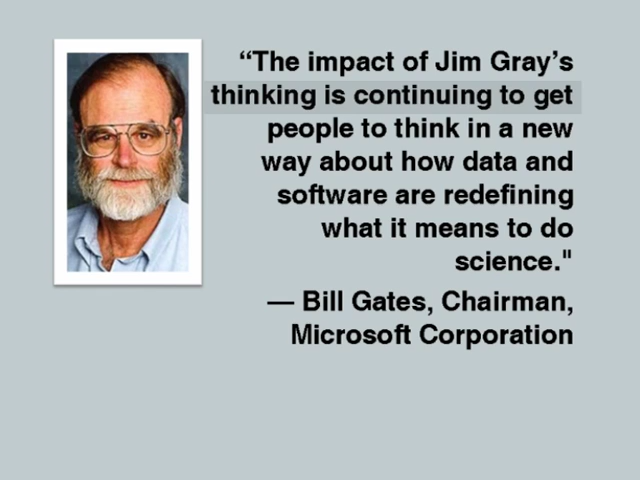 “The impact of Jim Gray’s
thinking is continuing to get
people to think in a new
way about how data and
software are redefining
what it means to do
science."
— Bill Gates, Chairman,
Microsoft Corporation